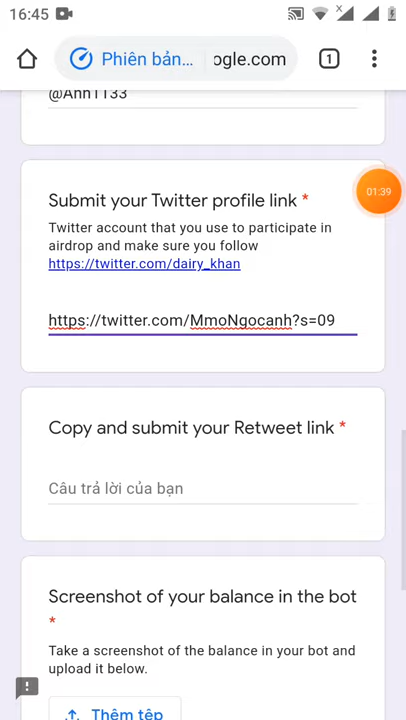 16:45
Phiên bản... ogle.com 1
@Anh1133
01:39
Submit your Twitter profile link *
Twitter account that you use to participate in
airdrop and make sure you follow
https://twitter.com/dairy_khan
https://twitter.com/MmoNgocanh?s=09
Copy and submit your Retweet link *
Câu trả lời của bạn
Screenshot of your balance in the bot
*
Take a screenshot of the balance in your bot and
upload it below.
Thêm tệp